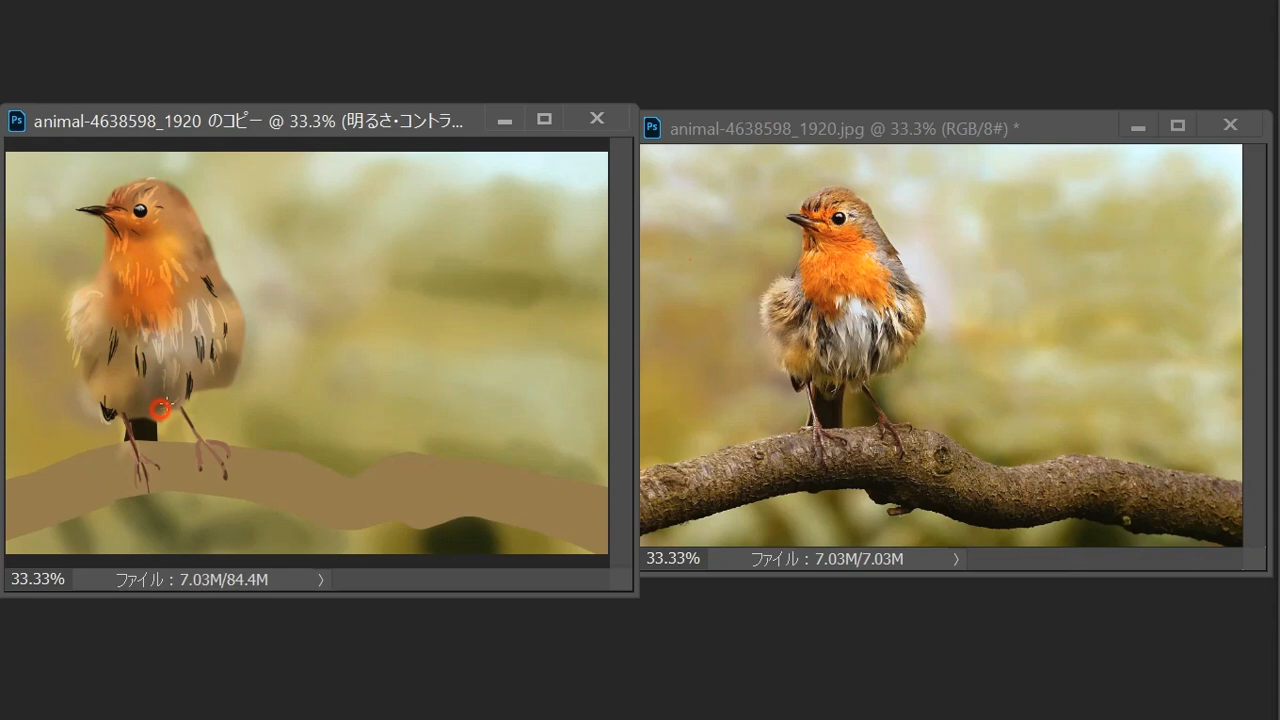 Ps animal-4638598_1920 のコピー @ 33.3% (明るさ・コントラ...
Ps animal-4638598_1920.jpg @ 33.3% (RGB/8#) *
33.33% ファイル : 7.03M/84.4M
33.33% ファイル : 7.03M/7.03M